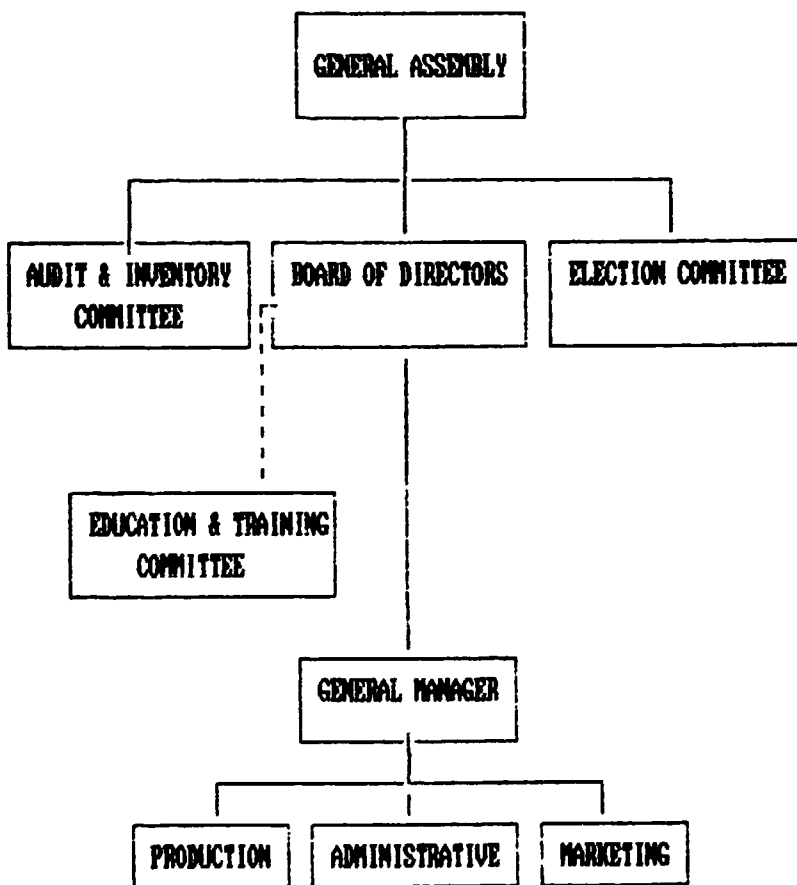 GENERAL ASSEMBLY
AUDIT & INVENTORY
COMMITTEE
BOARD OF DIRECTORS
ELECTION COMMITTEE
EDUCATION & TRAINING
COMMITTEE
GENERAL MANAGER
PRODUCTION
ADMINISTRATIVE
MARKETING